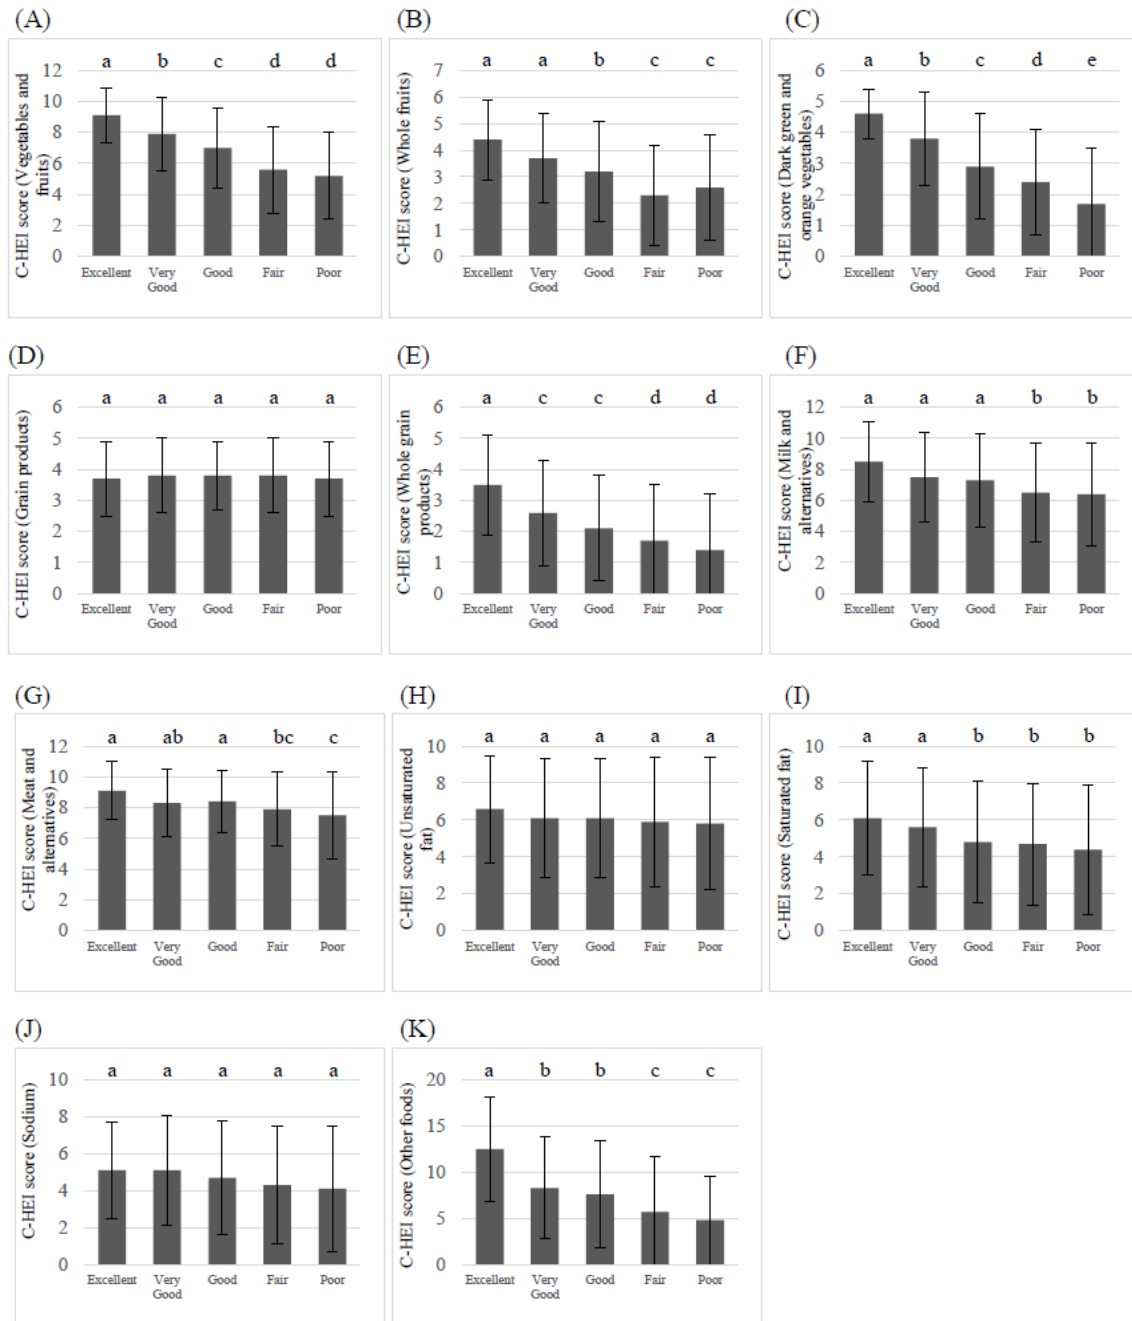 (A)
C-HEI score (Vegetables and
fruits)
a b c d d
12
10
8
6
4
2
0
Excellent Very Good Fair Poor
Good
(B)
C-HEI score (Whole fruits)
a a b c c
7
6
5
4
3
2
1
0
Excellent Very Good Fair Poor
Good
(C)
C-HEI score (Dark green and
orange vegetables)
a b c d e
6
5
4
3
2
1
0
Excellent Very Good Fair Poor
Good
(D)
C-HEI score (Grain products)
a a a a a
6
5
4
3
2
1
0
Excellent Very Good Fair Poor
Good
(E)
C-HEI score (Whole grain
products)
a c c d d
6
5
4
3
2
1
0
Excellent Very Good Fair Poor
Good
(F)
C-HEI score (Milk and
alternatives)
a a a b b
12
10
8
6
4
2
0
Excellent Very Good Fair Poor
Good
(G)
C-HEI score (Meat and
alternatives)
a ab a bc c
12
10
8
6
4
2
0
Excellent Very Good Fair Poor
Good
(H)
C-HEI score (Unsaturated
fat)
a a a a a
10
8
6
4
2
0
Excellent Very Good Fair Poor
Good
(I)
C-HEI score (Saturated fat)
a a b b b
10
8
6
4
2
0
Excellent Very Good Fair Poor
Good
(J)
C-HEI score (Sodium)
a a a a a
10
8
6
4
2
0
Excellent Very Good Fair Poor
Good
(K)
C-HEI score (Other foods)
a b b c c
20
15
10
5
0
Excellent Very Good Fair Poor
Good